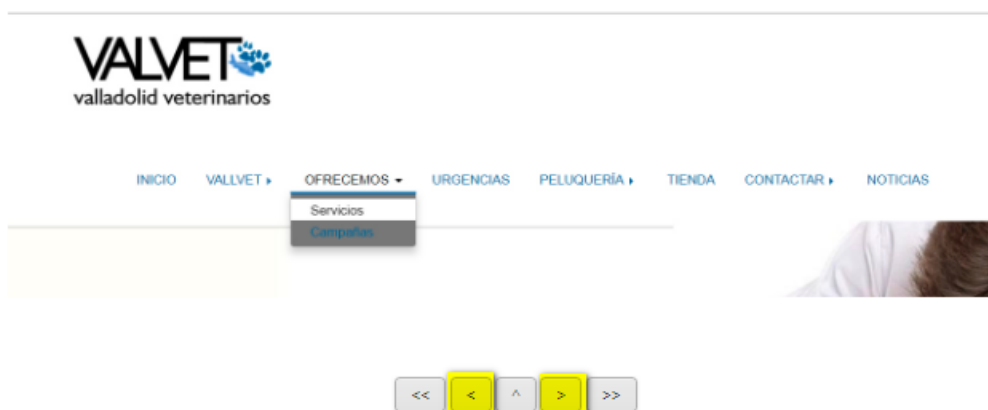 VALVET
valladolid veterinarios
INICIO VALLVET OFRECEMOS URGENCIAS PELUQUERÍA TIENDA CONTACTAR NOTICIAS
Servicios
Campañas
<< < ^ > >>